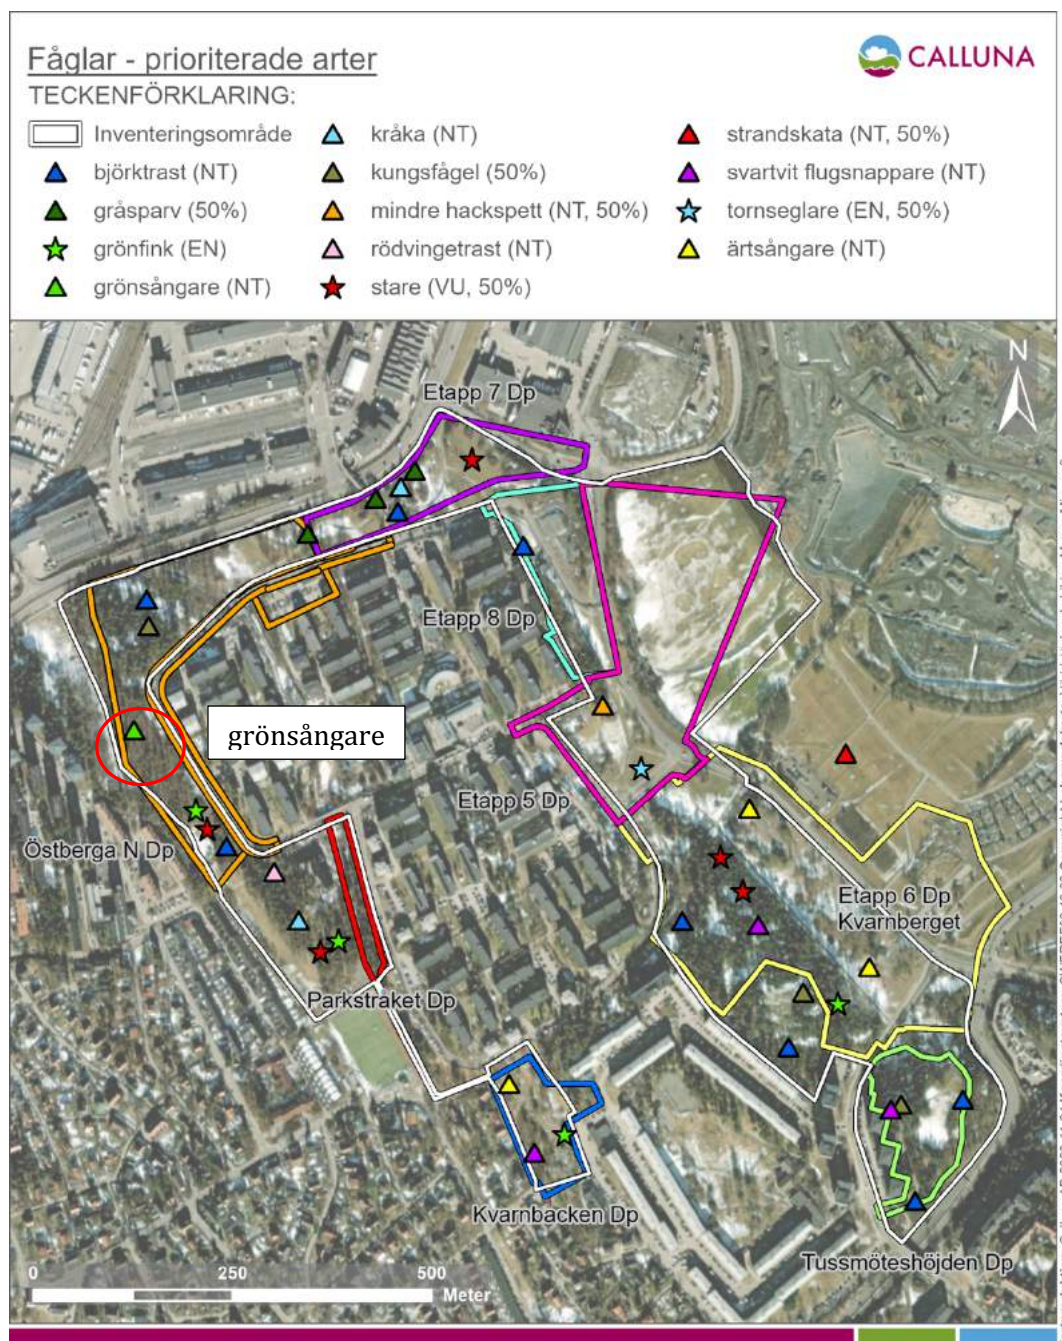 Fåglar - prioriterade arter
CALLUNA
TECKENFÖRKLARING:
Inventeringsområde
björktrast (NT)
gråsparv (50%)
grönfink (EN)
grönsångare (NT)
kråka (NT)
kungsfågel (50%)
mindre hackspett (NT, 50%)
rödvingetrast (NT)
stare (VU, 50%)
strandskata (NT, 50%)
svartvit flugsnappare (NT)
tornseglare (EN, 50%)
ärtsångare (NT)
N
Etapp 7 Dp
Etapp 8 Dp
grönsångare
Etapp 5 Dp
Östberga N Dp
Etapp 6 Dp
Kvarnberget
Parkstråket Dp
Kvarnbacken Dp
Tussmöteshöjden Dp
0 250 500
Meter